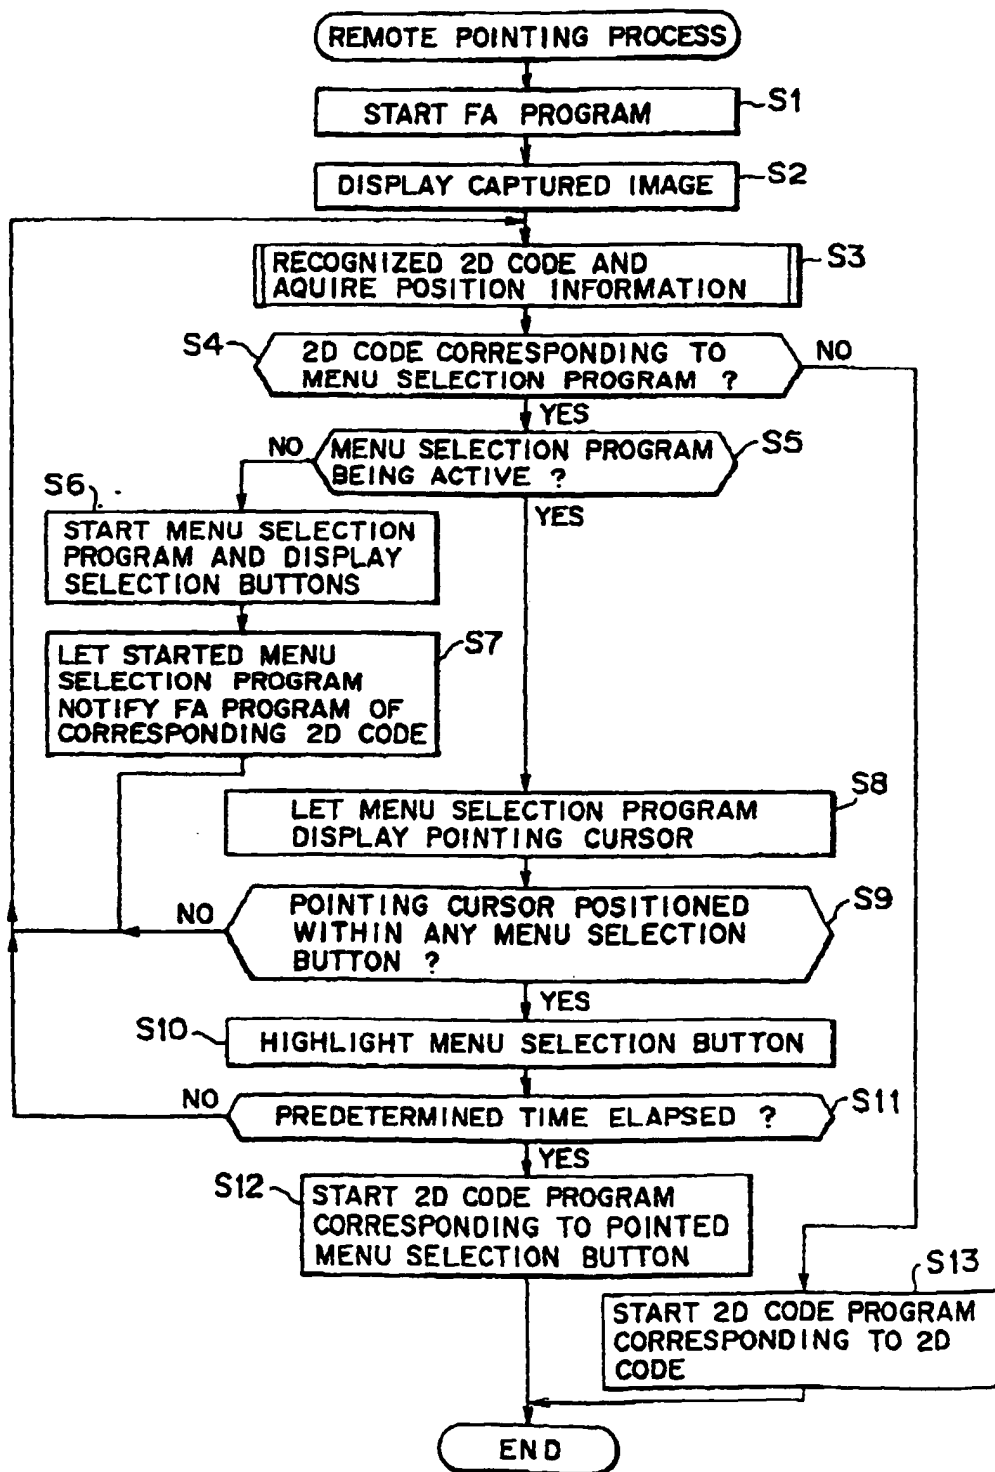 REMOTE POINTING PROCESS
START FA PROGRAM
S1
DISPLAY CAPTURED IMAGE
S2
RECOGNIZED 2D CODE AND
AQUIRE POSITION INFORMATION
S3
S4
2D CODE CORRESPONDING TO
MENU SELECTION PROGRAM ?
NO
YES
NO
MENU SELECTION PROGRAM
BEING ACTIVE ?
S5
YES
S6
START MENU SELECTION
PROGRAM AND DISPLAY
SELECTION BUTTONS
S7
LET STARTED MENU
SELECTION PROGRAM
NOTIFY FA PROGRAM OF
CORRESPONDING 2D CODE
S8
LET MENU SELECTION PROGRAM
DISPLAY POINTING CURSOR
NO
POINTING CURSOR POSITIONED
WITHIN ANY MENU SELECTION
BUTTON ?
S9
YES
S10
HIGHLIGHT MENU SELECTION BUTTON
NO
PREDETERMINED TIME ELAPSED ?
S11
YES
S12
START 2D CODE PROGRAM
CORRESPONDING TO POINTED
MENU SELECTION BUTTON
S13
START 2D CODE PROGRAM
CORRESPONDING TO 2D
CODE
END